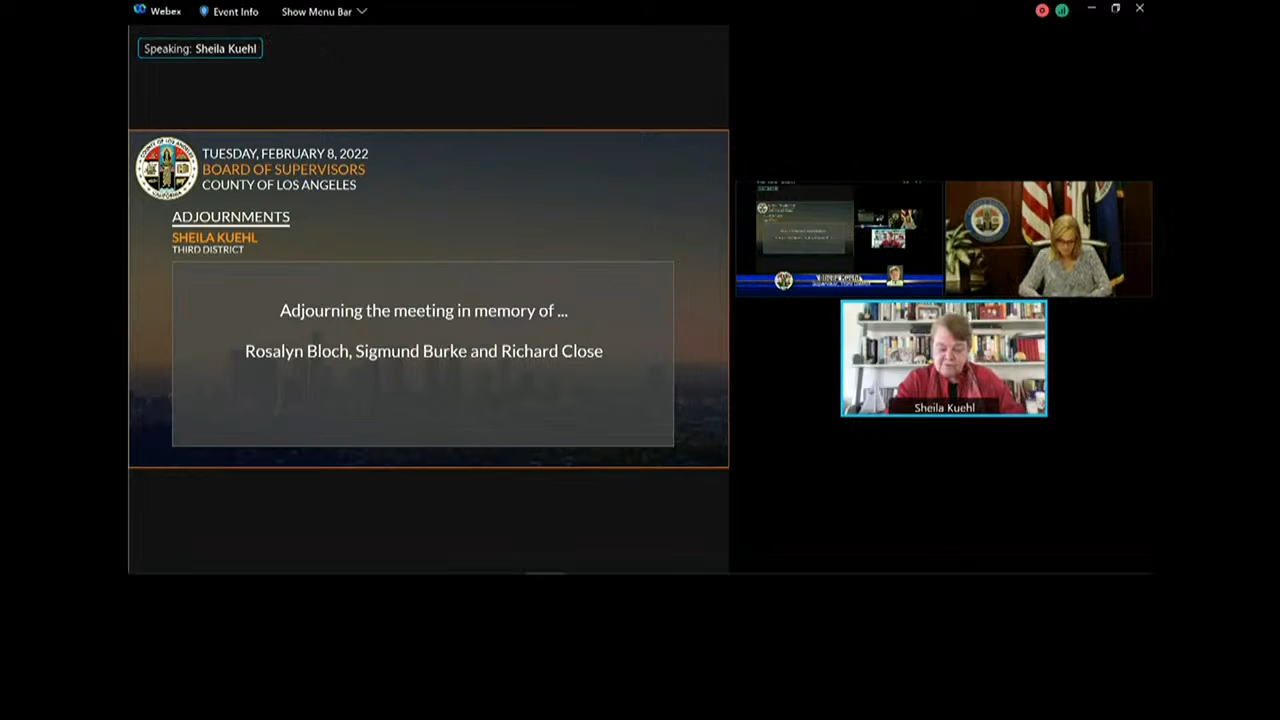 Webex
Event Info
Show Menu Bar
Speaking: Sheila Kuehl
TUESDAY, FEBRUARY 8, 2022
BOARD OF SUPERVISORS
COUNTY OF LOS ANGELES
ADJOURNMENTS
SHEILA KUEHL
THIRD DISTRICT
Adjourning the meeting in memory of ...
Rosalyn Bloch, Sigmund Burke and Richard Close
Sheila Kuehl
Sheila Kuehl